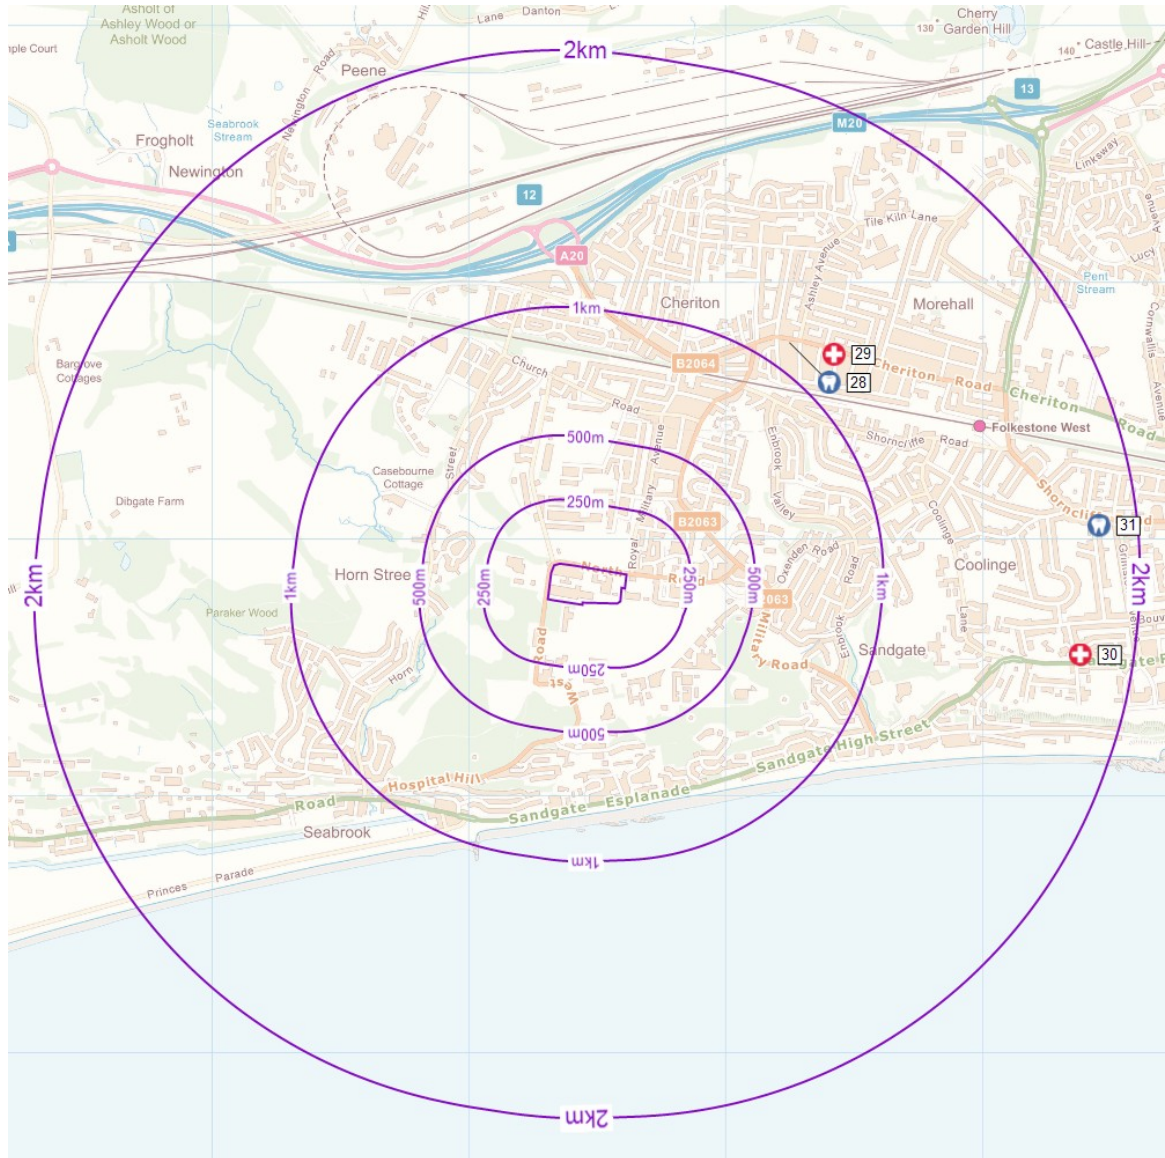 Asholt of
Ashley Wood or
Asholt Wood
Lane
Danton
Cherry
Garden Hill
130
140
Castle Hill
2km
Peene
13
M20
Newington
Road
Seabrook
Stream
Frogholt
Newington
Linksway
Avenue
12
Tile Kiln Lane
Lucy
A20
Ashley Avenue
Pent
Stream
1km
Cheriton
Morehall
Cornwallis
Avenue
29
B2064
Church
Bargrove
Cottages
28
Cheriton Road
Cheriton Road
Road
Folkestone West
500m
Shorncliffe Road
Street
Military Avenue
Enbrook
Valley
Casebourne
Cottage
Dibgate Farm
250m
B2063
Royal
Coolinge
31
Horn Stree
North Road
Oxenden Road
Road
Coolinge
2km
1km
500m
250m
250m
500m
1km
2km
Paraker Wood
Lane
Enbrook
Sandgate
Military Road
Road
West
250m
Horn
30
500m
Sandgate High Street
Hospital Hill
Road
Sandgate Esplanade
Seabrook
1km
Princes Parade
2km